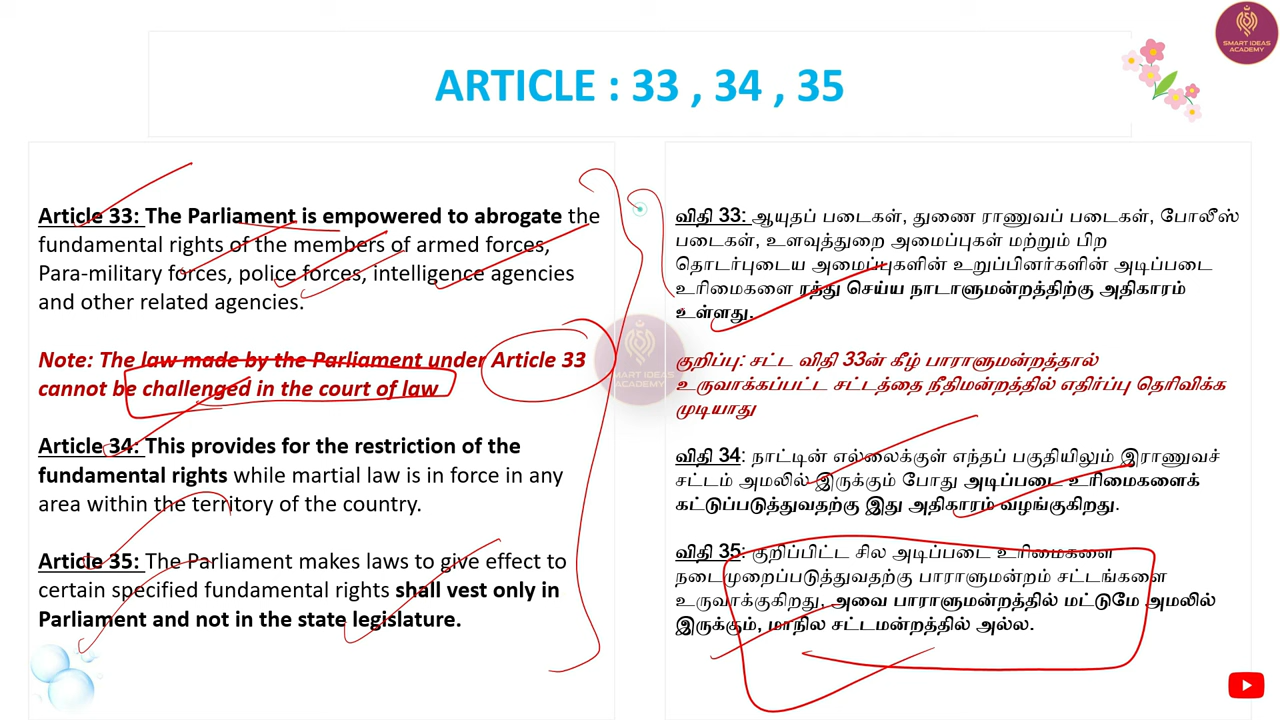 SMART IDEAS
ACADEMY
ARTICLE : 33 , 34 , 35
Article 33: The Parliament is empowered to abrogate the
fundamental rights of the members of armed forces,
Para-military forces, police forces, intelligence agencies
and other related agencies.
Note: The law made by the Parliament under Article 33
cannot be challenged in the court of law
Article 34: This provides for the restriction of the
fundamental rights while martial law is in force in any
area within the territory of the country.
Article 35: The Parliament makes laws to give effect to
certain specified fundamental rights shall vest only in
Parliament and not in the state legislature.
விதி 33: ஆயுதப் படைகள், துணை ராணுவப் படைகள், போலீஸ்
படைகள், உளவுத்துறை அமைப்புகள் மற்றும் பிற
தொடர்புடைய அமைப்புகளின் உறுப்பினர்களின் அடிப்படை
உரிமைகளை ரத்து செய்ய நாடாளுமன்றத்திற்கு அதிகாரம்
உள்ளது.
குறிப்பு: சட்ட விதி 33ன் கீழ் பாராளுமன்றத்தால்
உருவாக்கப்பட்ட சட்டத்தை நீதிமன்றத்தில் எதிர்ப்பு தெரிவிக்க
முடியாது
விதி 34: நாட்டின் எல்லைக்குள் எந்தப் பகுதியிலும் இராணுவச்
சட்டம் அமலில் இருக்கும் போது அடிப்படை உரிமைகளைக்
கட்டுப்படுத்துவதற்கு இது அதிகாரம் வழங்குகிறது.
விதி 35: குறிப்பிட்ட சில அடிப்படை உரிமைகளை
நடைமுறைப்படுத்துவதற்கு பாராளுமன்றம் சட்டங்களை
உருவாக்குகிறது, அவை பாராளுமன்றத்தில் மட்டுமே அமலில்
இருக்கும், மாநில சட்டமன்றத்தில் அல்ல.
SMART IDEAS
ACADEMY